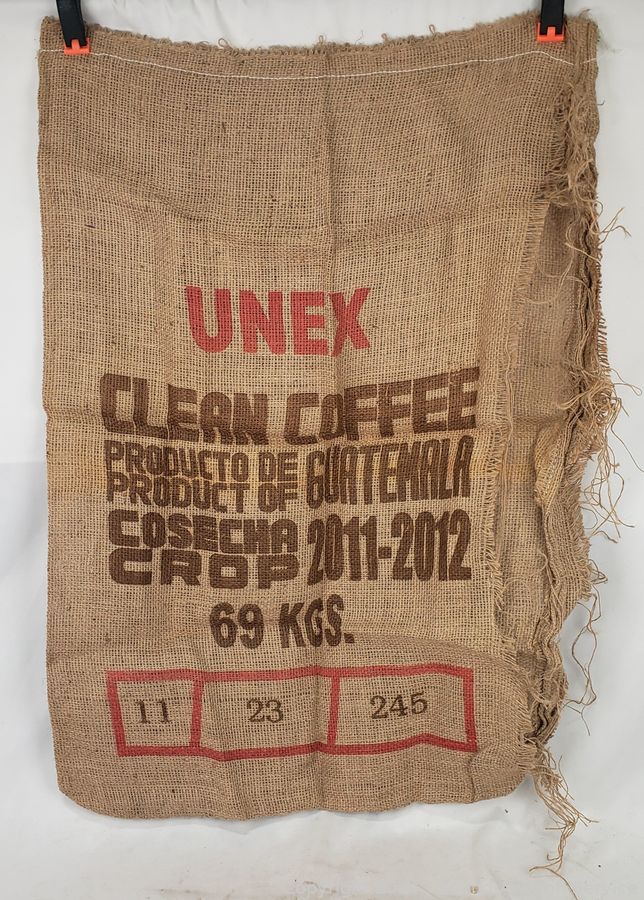 UNEX
CLEAN COFFEE
PRODUCTO DE
PRODUCT OF GUATEMALA
COSECHA
CROP 2011-2012
69 KGS.
11 23 245